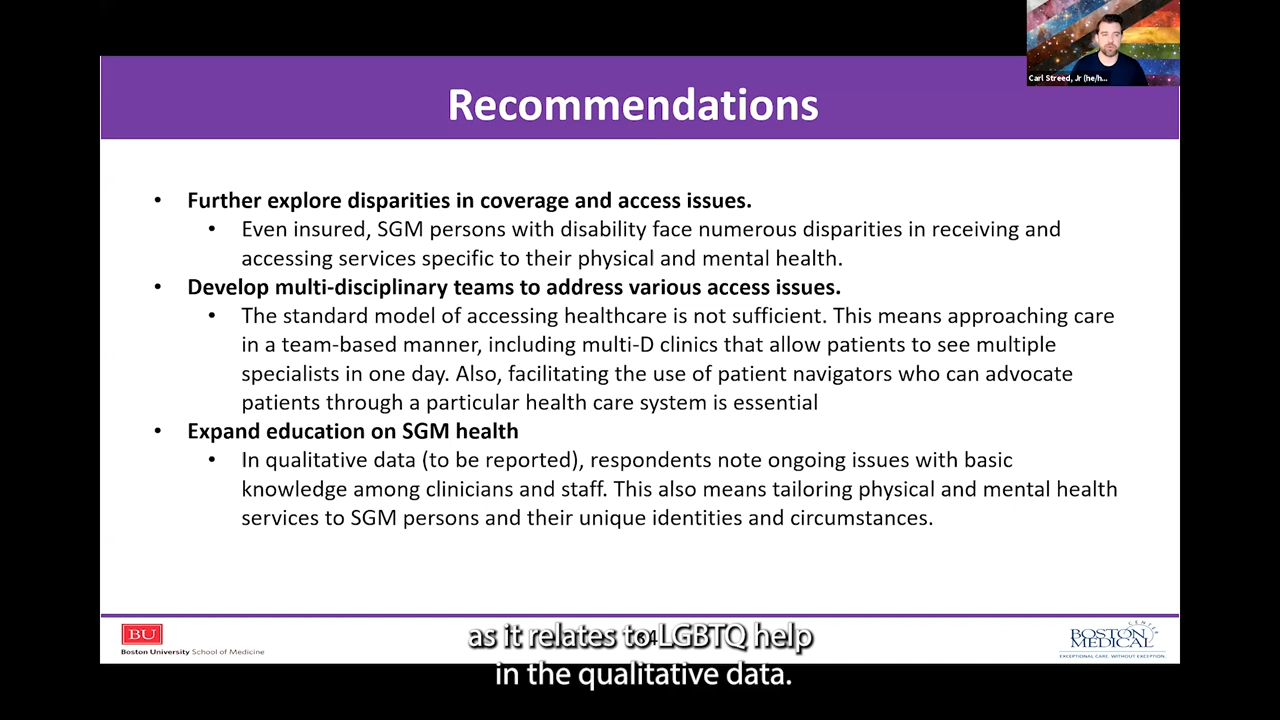 Carl Streed, Jr (he/h...
Recommendations
• Further explore disparities in coverage and access issues.
• Even insured, SGM persons with disability face numerous disparities in receiving and
accessing services specific to their physical and mental health.
• Develop multi-disciplinary teams to address various access issues.
• The standard model of accessing healthcare is not sufficient. This means approaching care
in a team-based manner, including multi-D clinics that allow patients to see multiple
specialists in one day. Also, facilitating the use of patient navigators who can advocate
patients through a particular health care system is essential
• Expand education on SGM health
• In qualitative data (to be reported), respondents note ongoing issues with basic
knowledge among clinicians and staff. This also means tailoring physical and mental health
services to SGM persons and their unique identities and circumstances.
BU
Boston University School of Medicine
as it relates to LGBTQ help
in the qualitative data.
BOSTON
MEDICAL
CENTER
EXCEPTIONAL CARE. WITHOUT EXCEPTION.